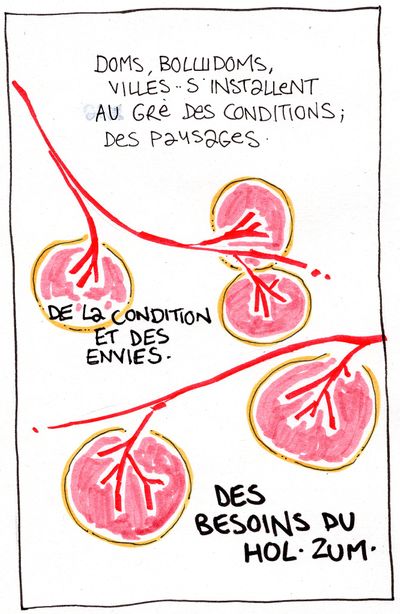 DOMS, BOLLUDOMS,
VILLES.. S'INSTALLENT
AU GRÈ DES CONDITIONS;
DES PAYSAGES.
DE LA CONDITION
ET DES
ENVIES.
DES
BESOINS DU
HOL. ZUM.